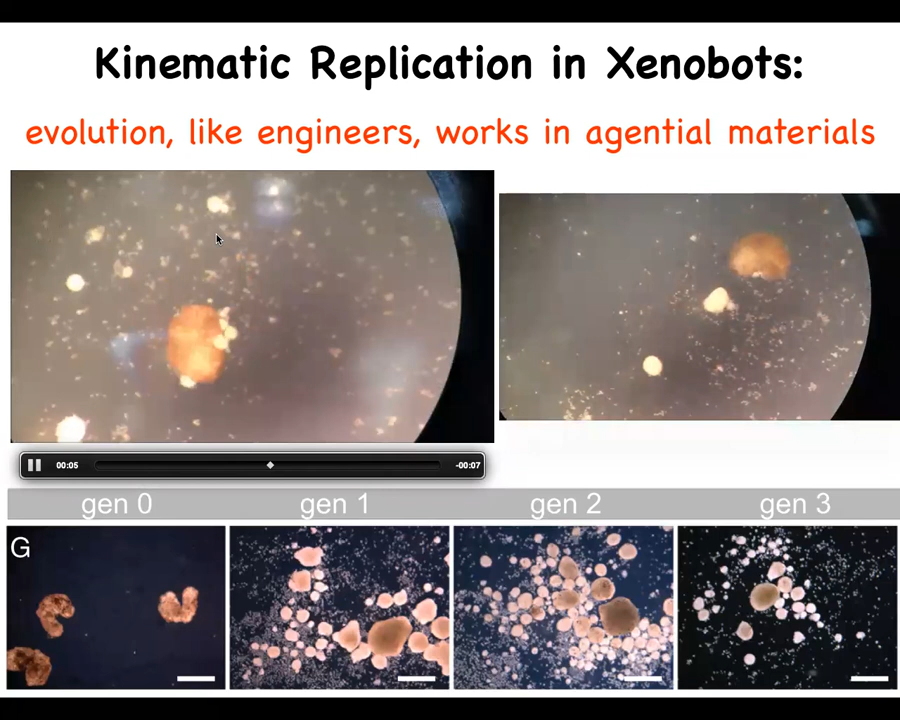 Kinematic Replication in Xenobots:
evolution, like engineers, works in agential materials
00:05
-00:07
gen 0
gen 1
gen 2
gen 3
G